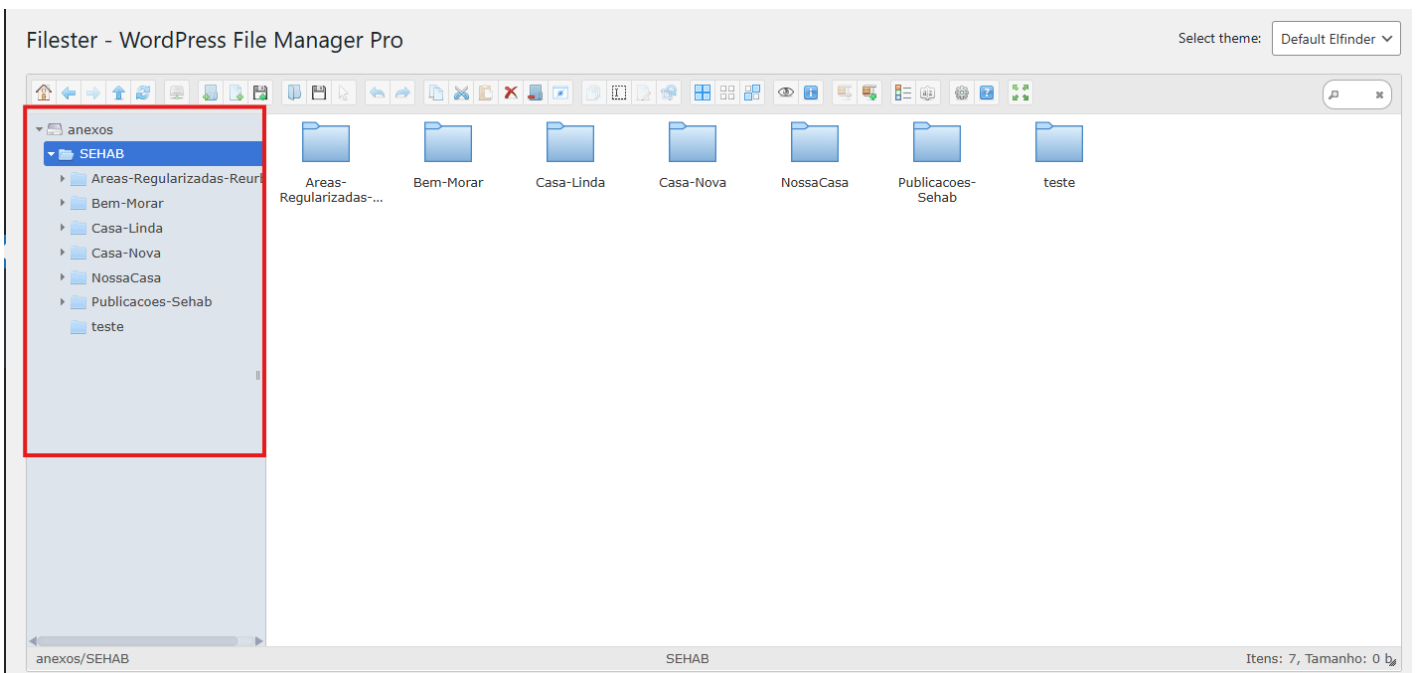 Filester - WordPress File Manager Pro
Select theme:
Default Elfinder
anexos
SEHAB
Areas-Regularizadas-Reurb
Bem-Morar
Casa-Linda
Casa-Nova
NossaCasa
Publicacoes-Sehab
teste
Areas-
Regularizadas-...
Bem-Morar
Casa-Linda
Casa-Nova
NossaCasa
Publicacoes-
Sehab
teste
anexos/SEHAB
SEHAB
Itens: 7, Tamanho: 0 b